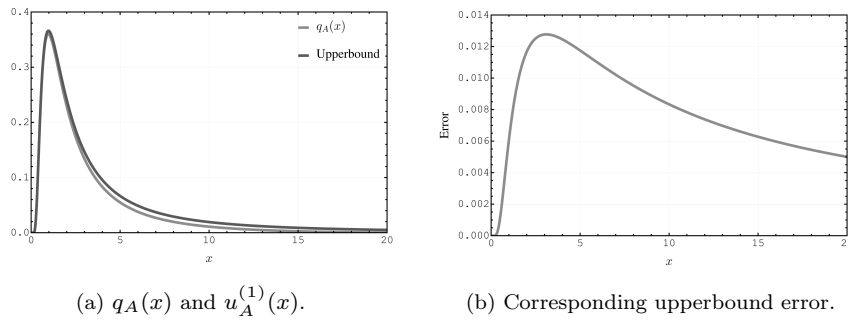 q_A(x)
Upperbound
0.4
0.3
0.2
0.1
0.0
0 5 10 15 20
x
0.014
0.012
0.010
0.008
0.006
0.004
0.002
0.000
Error
0 5 10 15 2
x
(a) q_A(x) and u_A^{(1)}(x).
(b) Corresponding upperbound error.